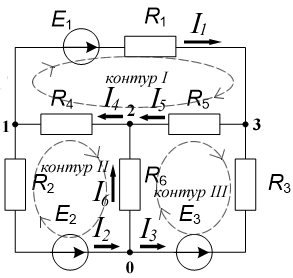 E1 R1 I1
контур I
R4 I4 I5 R5
1 2 3
R2 контур II I6 R6 контур III R3
E2 I2 I3 E3
0